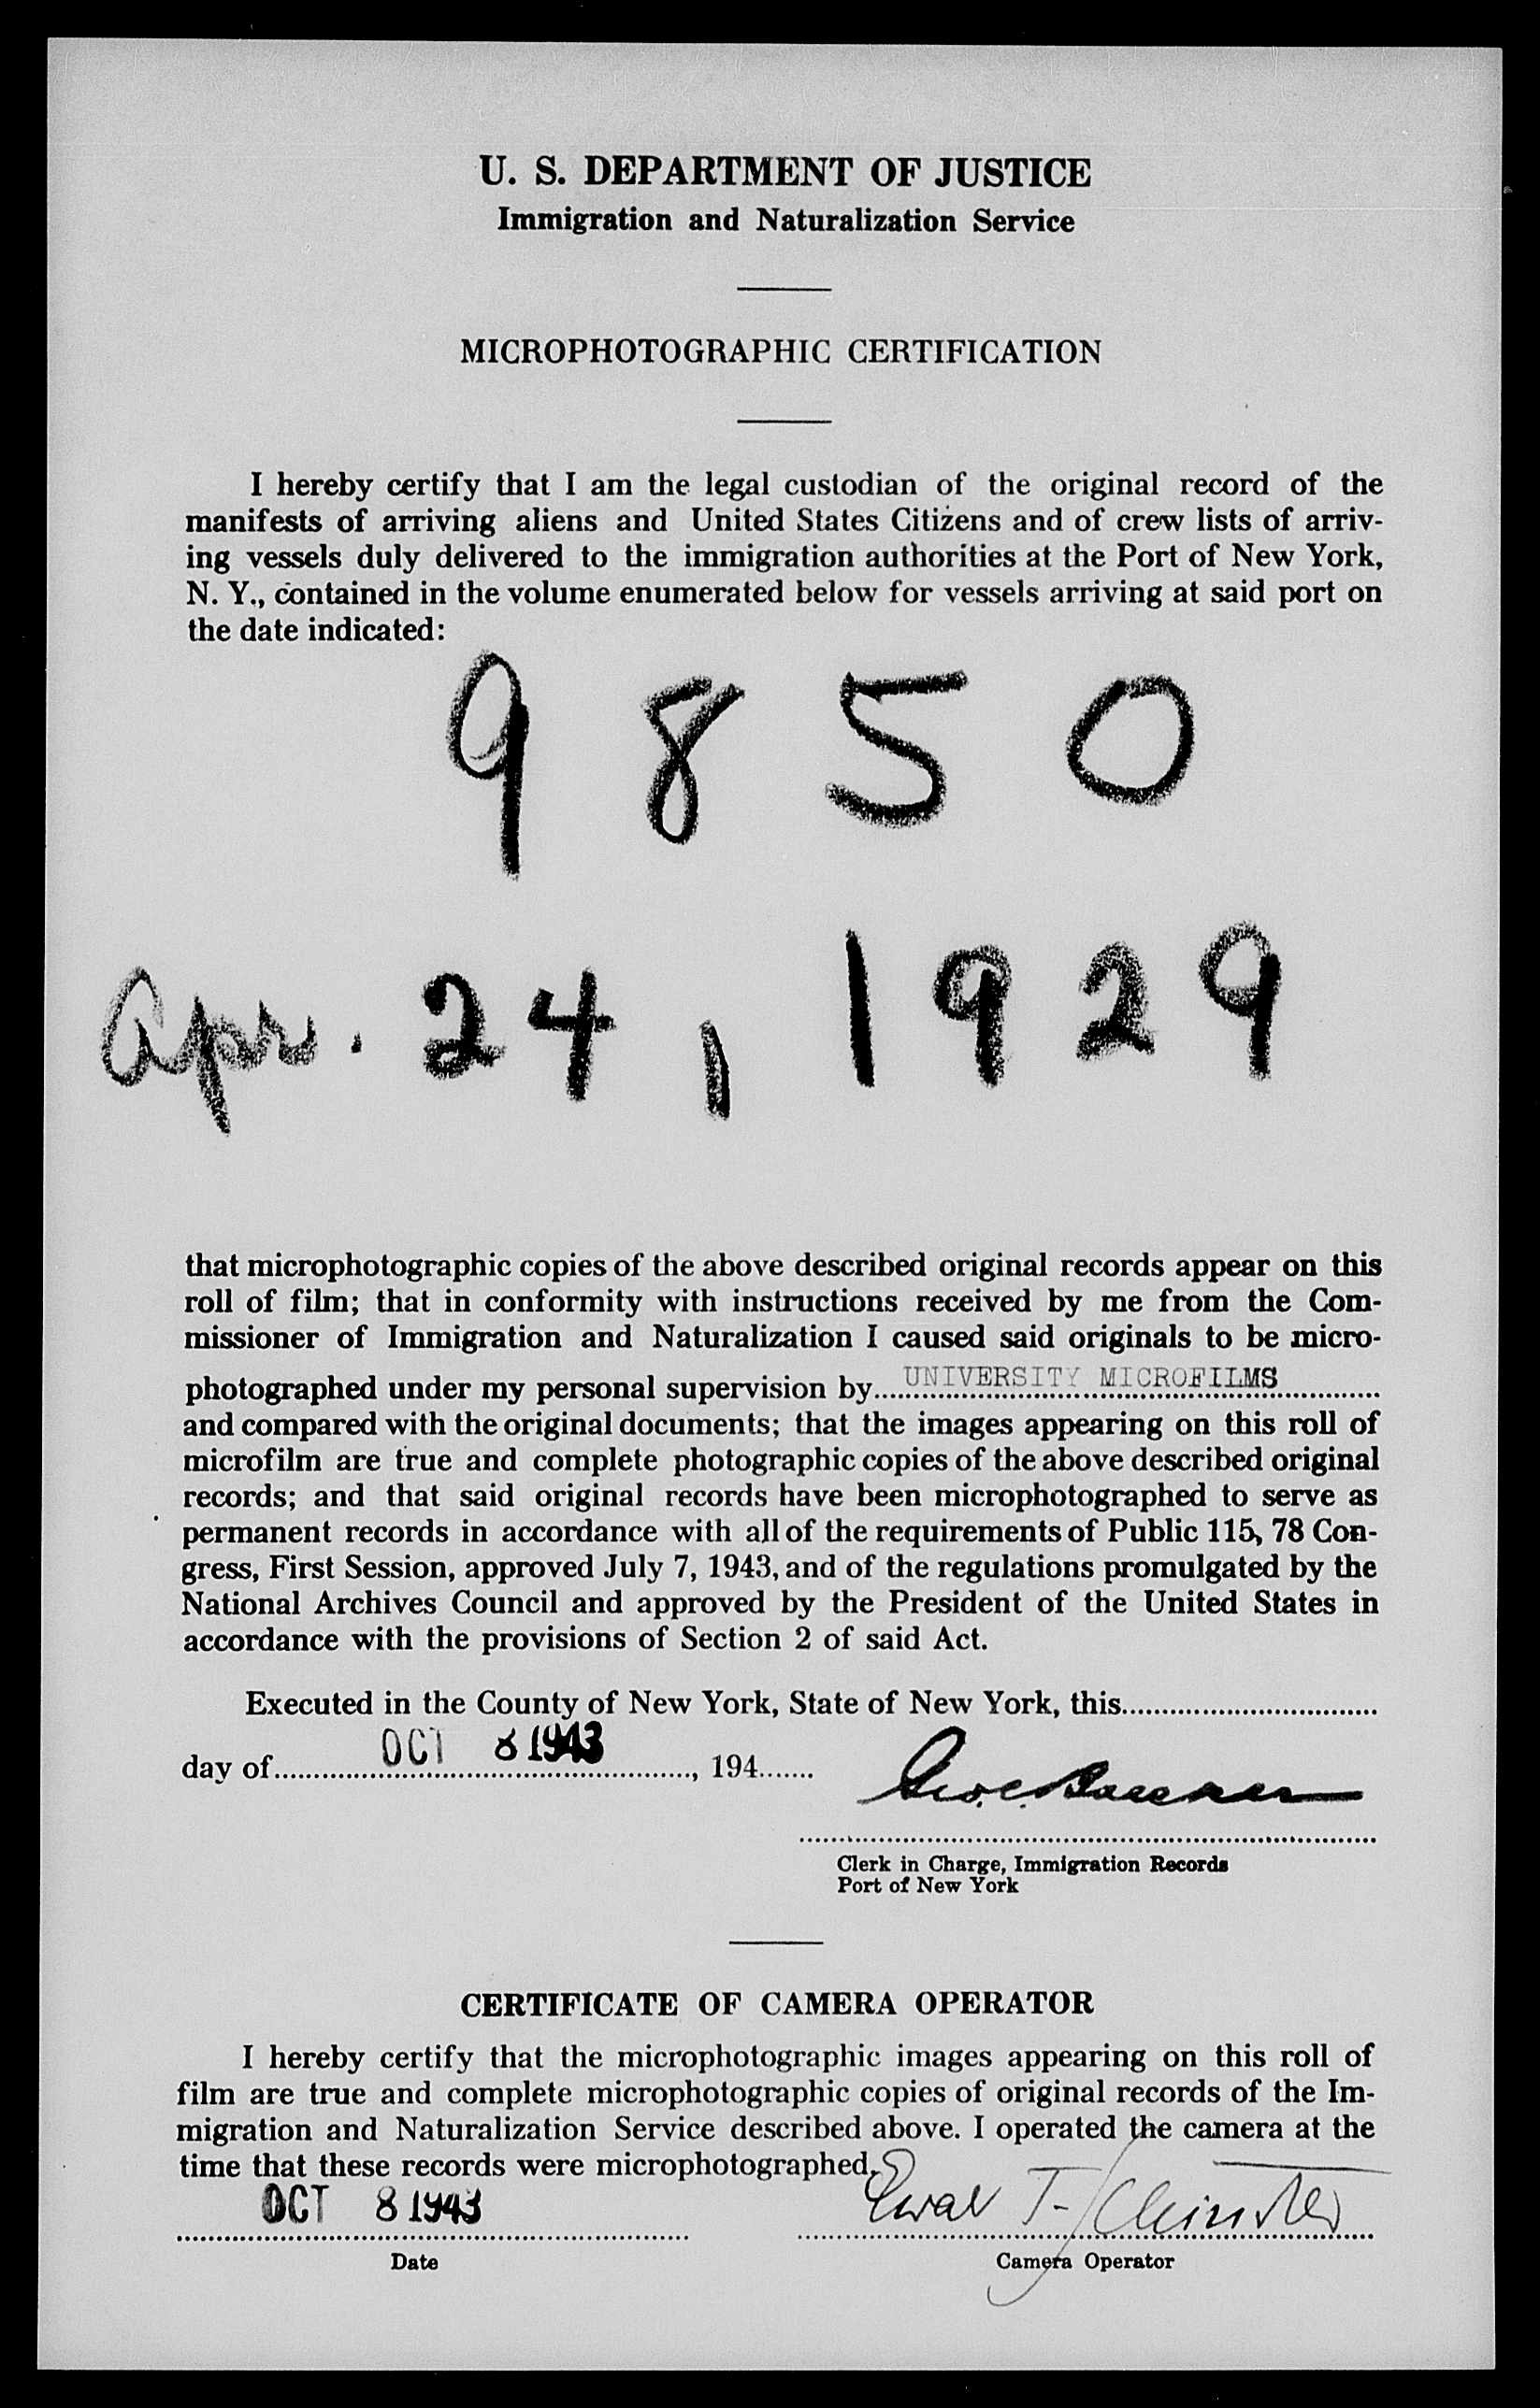 U. S. DEPARTMENT OF JUSTICE
Immigration and Naturalization Service
MICROPHOTOGRAPHIC CERTIFICATION
I hereby certify that I am the legal custodian of the original record of the
manifests of arriving aliens and United States Citizens and of crew lists of arriv-
ing vessels duly delivered to the immigration authorities at the Port of New York,
N. Y., contained in the volume enumerated below for vessels arriving at said port on
the date indicated:
9850
Apr. 24, 1929
that microphotographic copies of the above described original records appear on this
roll of film; that in conformity with instructions received by me from the Com-
missioner of Immigration and Naturalization I caused said originals to be micro-
photographed under my personal supervision by UNIVERSITY MICROFILMS
and compared with the original documents; that the images appearing on this roll of
microfilm are true and complete photographic copies of the above described original
records; and that said original records have been microphotographed to serve as
permanent records in accordance with all of the requirements of Public 115, 78 Con-
gress, First Session, approved July 7, 1943, and of the regulations promulgated by the
National Archives Council and approved by the President of the United States in
accordance with the provisions of Section 2 of said Act.
Executed in the County of New York, State of New York, this
day of OCT 8 1943, 194
Clerk in Charge, Immigration Records
Port of New York
CERTIFICATE OF CAMERA OPERATOR
I hereby certify that the microphotographic images appearing on this roll of
film are true and complete microphotographic copies of original records of the Im-
migration and Naturalization Service described above. I operated the camera at the
time that these records were microphotographed.
OCT 8 1943
Date
Camera Operator